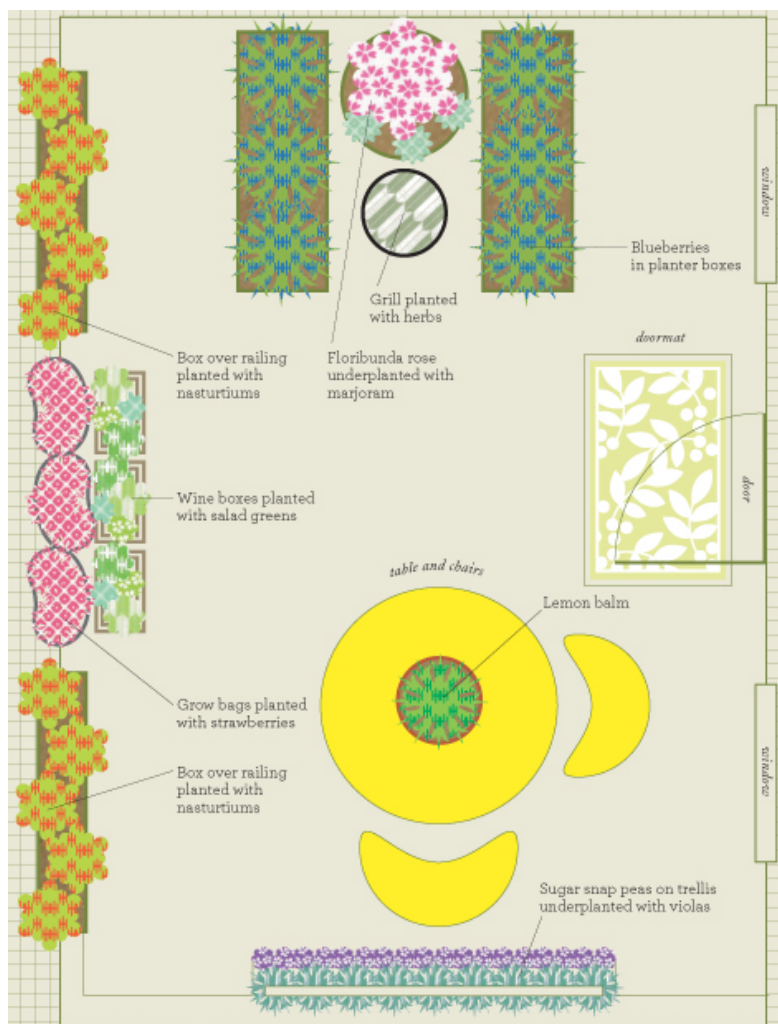 window
Blueberries
in planter boxes
Grill planted
with herbs
doormat
Box over railing
planted with
nasturtiums
Floribunda rose
underplanted with
marjoram
door
Wine boxes planted
with salad greens
table and chairs
Lemon balm
Grow bags planted
with strawberries
window
Box over railing
planted with
nasturtiums
Sugar snap peas on trellis
underplanted with violas